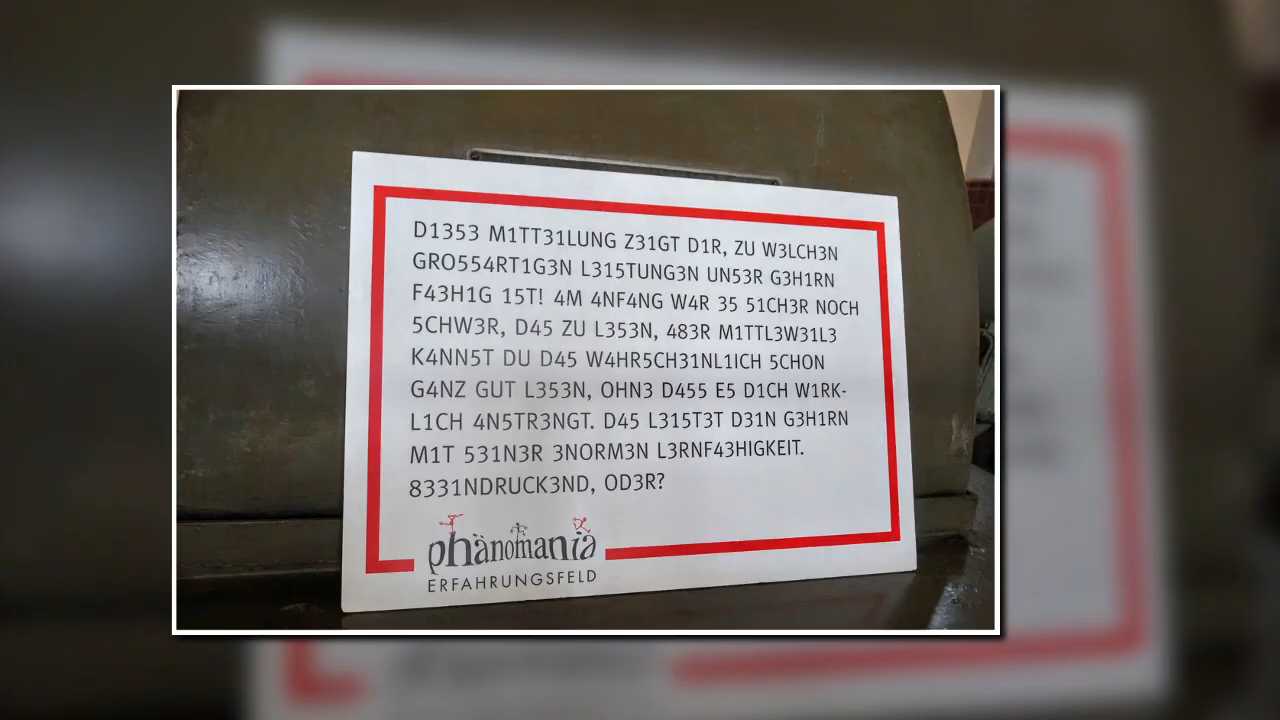 D1353 M1TT31LUNG Z31GT D1R, ZU W3LCH3N
GRO554RT1G3N L315TUNG3N UN53R G3H1RN
F43H1G 15T! 4M 4NF4NG W4R 35 51CH3R NOCH
5CHW3R, D45 ZU L353N, 483R M1TTL3W31L3
K4NN5T DU D45 W4HR5CH31NL1ICH 5CHON
G4NZ GUT L353N, OHN3 D455 E5 D1CH W1RK-
L1CH 4N5TR3NGT. D45 L315T3T D31N G3H1RN
M1T 531N3R 3NORM3N L3RNF43HIGKEIT.
8331NDRUCK3ND, OD3R?
phänomania
ERFAHRUNGSFELD